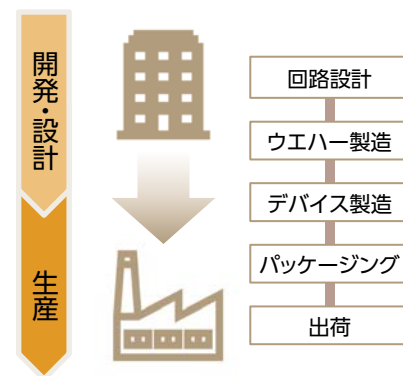 開発・設計
生産
回路設計
ウエハー製造
デバイス製造
パッケージング
出荷